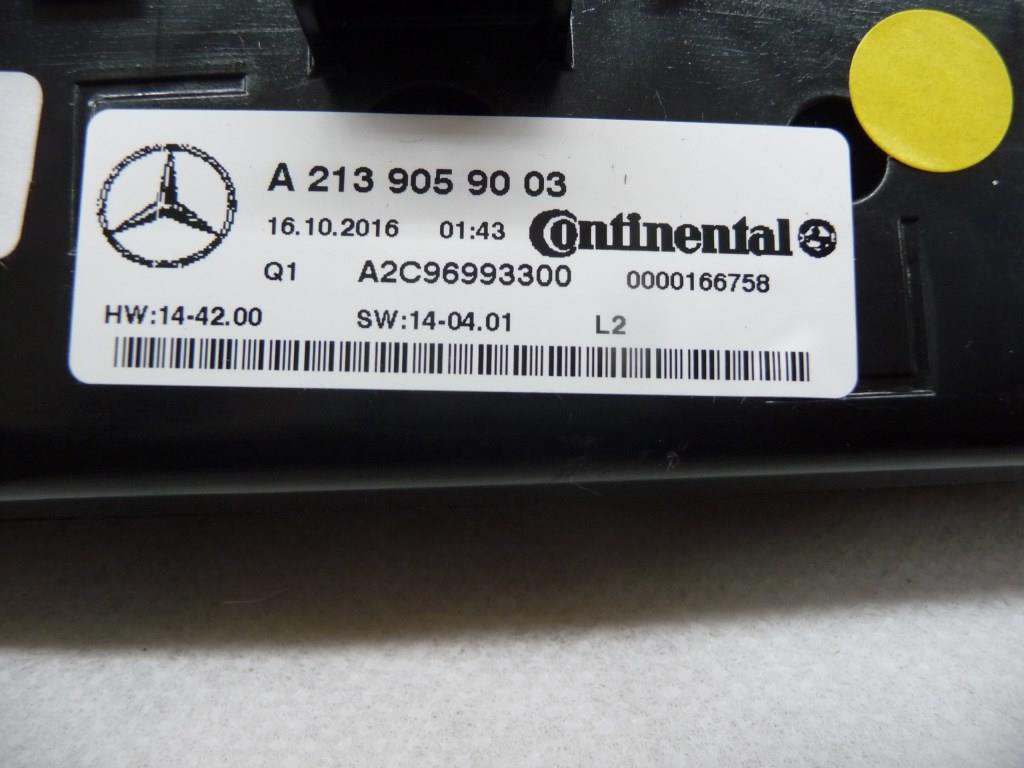 A 213 905 90 03
16.10.2016 01:43 Continental
Q1 A2C96993300 0000166758
HW:14-42.00 SW:14-04.01 L2